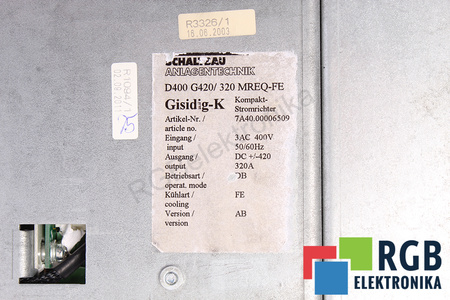 R3326/1
16.06.2003
SCHALTBAU
ANLAGENTECHNIK
D400 G420/ 320 MREQ-FE
Gisidig-K
Kompakt-
Stromrichter
Artikel-Nr. /
article no.
7A40.00006509
Eingang /
input
3AC 400V
50/60Hz
Ausgang /
output
DC +/-420
320A
Betriebsart /
operat. mode
DB
Kühlart /
cooling
FE
Version /
version
AB
RGB elektronika
RGB
ELEKTRONIKA